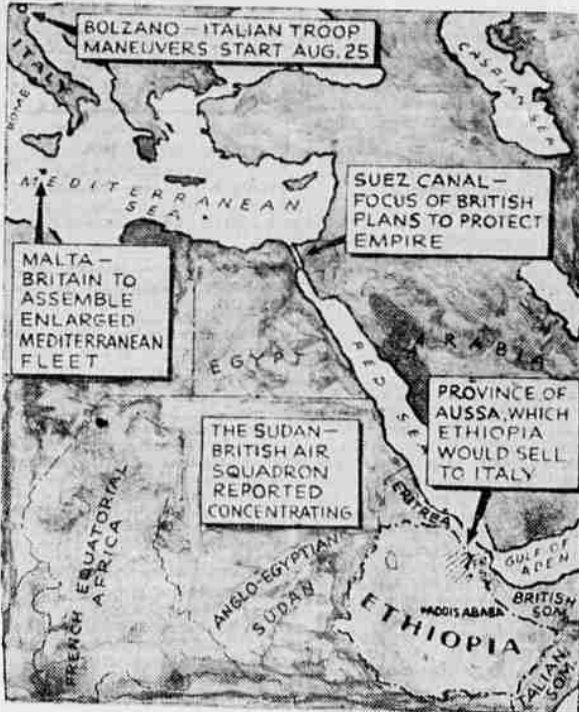 BOLZANO – ITALIAN TROOP
MANEUVERS START AUG. 25
ITALY
ROME
CASPIAN SEA
MEDITERRANEAN
SEA
SUEZ CANAL –
FOCUS OF BRITISH
PLANS TO PROTECT
EMPIRE
MALTA –
BRITAIN TO
ASSEMBLE
ENLARGED
MEDITERRANEAN
FLEET
EGYPT
RED SEA
ARABIA
PROVINCE OF
AUSSA, WHICH
ETHIOPIA
WOULD SELL
TO ITALY
THE SUDAN –
BRITISH AIR
SQUADRON
REPORTED
CONCENTRATING
ERITREA
GULF OF
ADEN
FRENCH EQUATORIAL
AFRICA
ANGLO-EGYPTIAN
SUDAN
ADDIS ABABA
BRITISH
SOM.
ETHIOPIA
ITALIAN SOM.